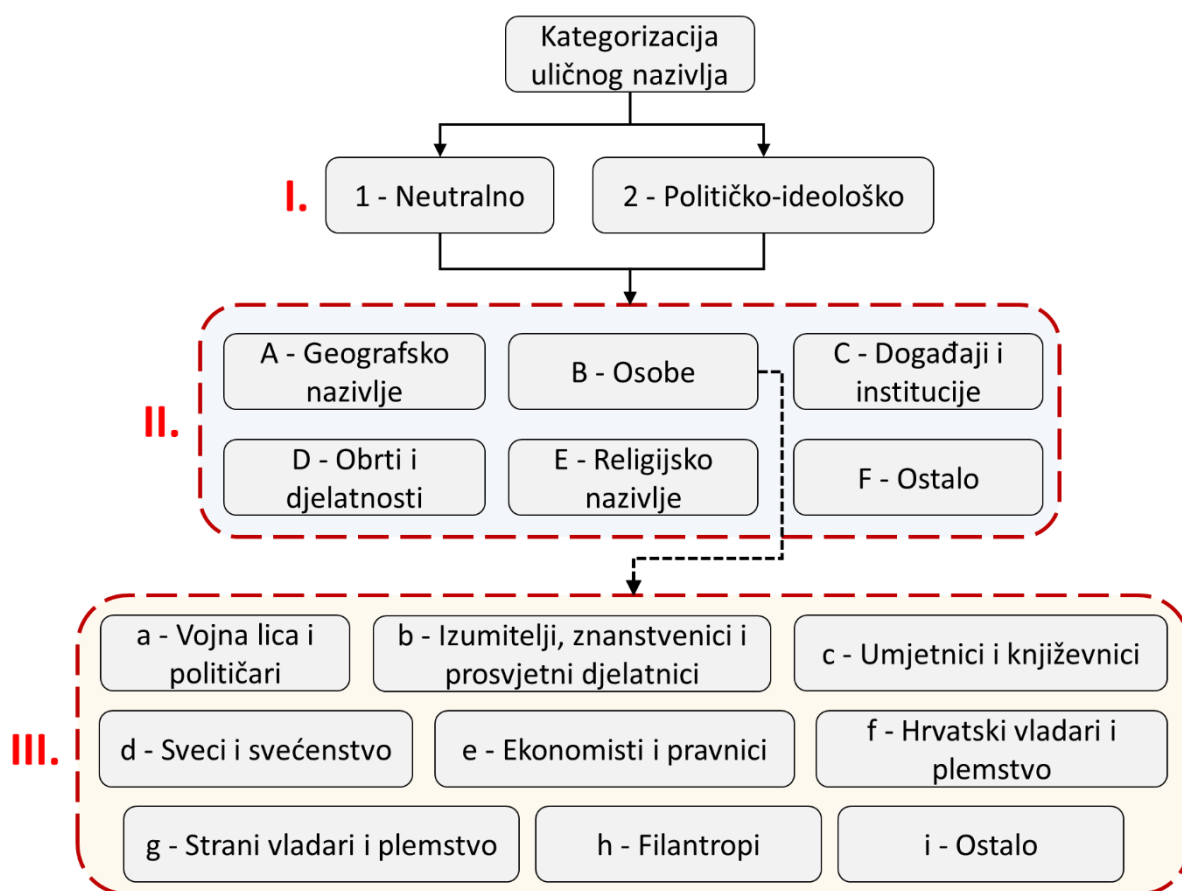 Kategorizacija
uličnog nazivlja
I.
1 - Neutralno
2 - Političko-ideološko
II.
A - Geografsko
nazivlje
B - Osobe
C - Događaji i
institucije
D - Obrti i
djelatnosti
E - Religijsko
nazivlje
F - Ostalo
III.
a - Vojna lica i
političari
b - Izumitelji, znanstvenici i
prosvjetni djelatnici
c - Umjetnici i književnici
d - Sveci i svećenstvo
e - Ekonomisti i pravnici
f - Hrvatski vladari i
plemstvo
g - Strani vladari i plemstvo
h - Filantropi
i - Ostalo